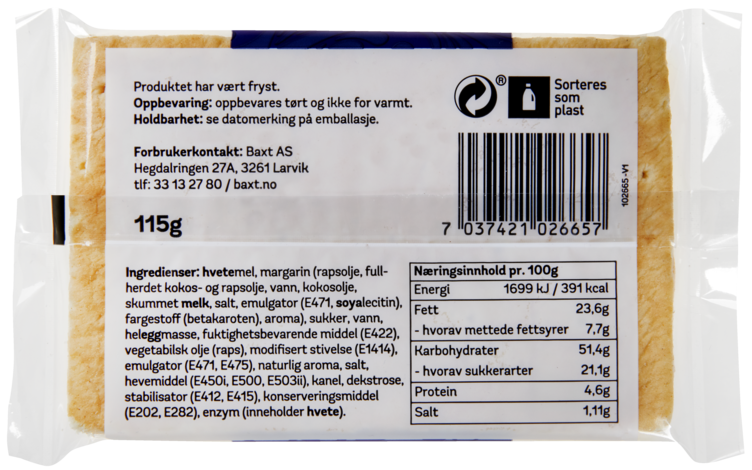 Produktet har vært fryst.
Oppbevaring: oppbevares tørt og ikke for varmt.
Holdbarhet: se datomerking på emballasje.
Forbrukerkontakt: Baxt AS
Hegdalringen 27A, 3261 Larvik
tlf: 33 13 27 80 / baxt.no
115g
®
Sorteres
som
plast
102665-V1
7 037421 026657
Ingredienser: hvetemel, margarin (rapsolje, full-
herdet kokos- og rapsolje, vann, kokosolje,
skummet melk, salt, emulgator (E471, soyalecitin),
fargestoff (betakaroten), aroma), sukker, vann,
heleggmasse, fuktighetsbevarende middel (E422),
vegetabilsk olje (raps), modifisert stivelse (E1414),
emulgator (E471, E475), naturlig aroma, salt,
hevemiddel (E450i, E500, E503ii), kanel, dekstrose,
stabilisator (E412, E415), konserveringsmiddel
(E202, E282), enzym (inneholder hvete).
Næringsinnhold pr. 100g
Energi 1699 kJ / 391 kcal
Fett 23,6g
- hvorav mettede fettsyrer 7,7g
Karbohydrater 51,4g
- hvorav sukkerarter 21,1g
Protein 4,6g
Salt 1,11g